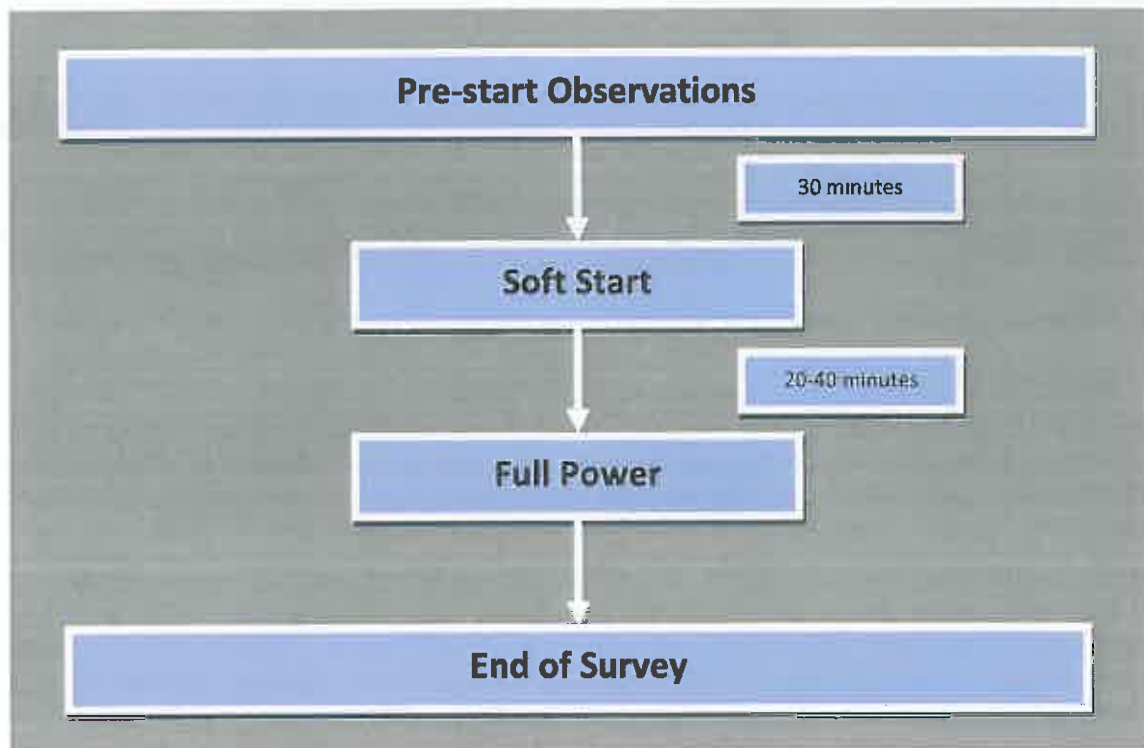 Pre-start Observations
30 minutes
Soft Start
20-40 minutes
Full Power
End of Survey